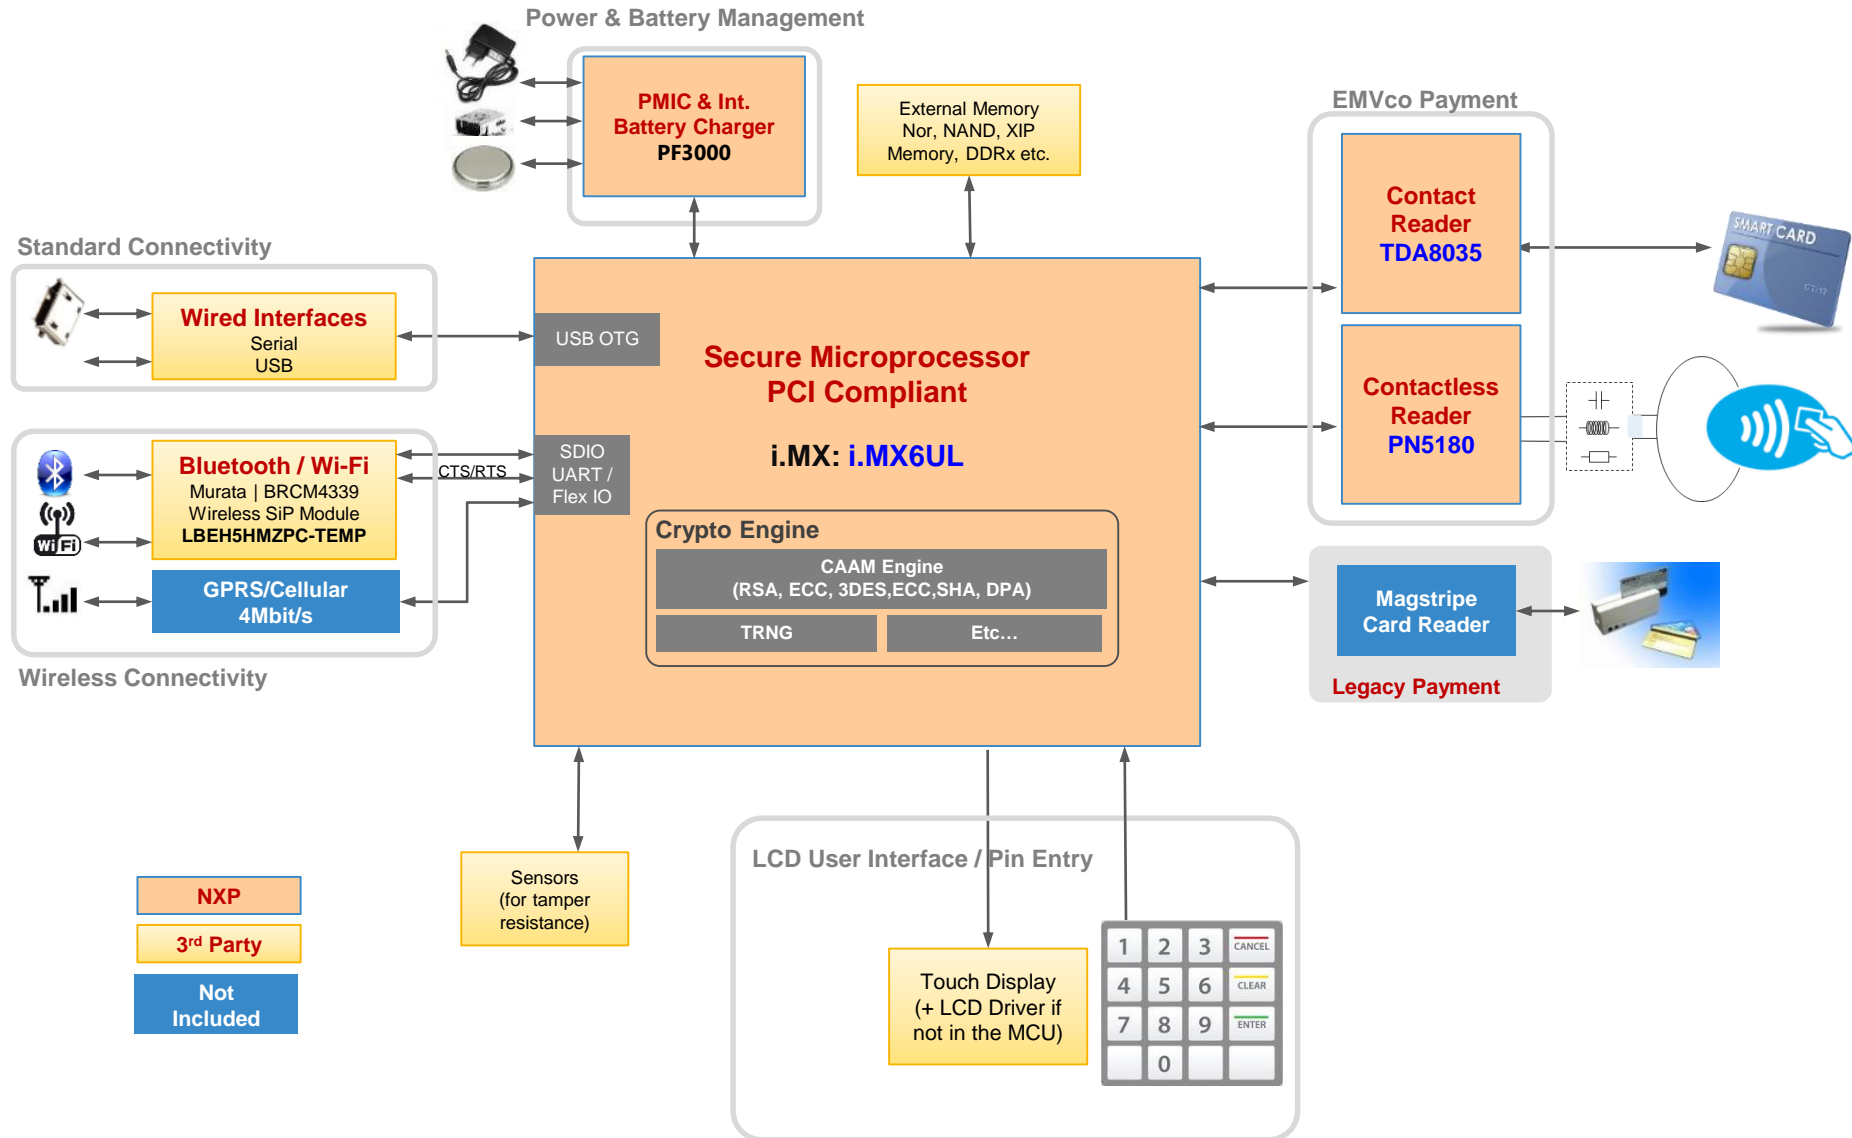 Power & Battery Management
PMIC & Int.
Battery Charger
PF3000
External Memory
Nor, NAND, XIP
Memory, DDRx etc.
EMVco Payment
Contact
Reader
TDA8035
SMART CARD
Standard Connectivity
Wired Interfaces
Serial
USB
USB OTG
Secure Microprocessor
PCI Compliant
i.MX: i.MX6UL
Contactless
Reader
PN5180
Bluetooth / Wi-Fi
Murata | BRCM4339
Wireless SiP Module
LBEH5HMZPC-TEMP
CTS/RTS
SDIO
UART /
Flex IO
Wi Fi
GPRS/Cellular
4Mbit/s
Wireless Connectivity
Crypto Engine
CAAM Engine
(RSA, ECC, 3DES,ECC,SHA, DPA)
TRNG
Etc...
Magstripe
Card Reader
Legacy Payment
Sensors
(for tamper
resistance)
LCD User Interface / Pin Entry
Touch Display
(+ LCD Driver if
not in the MCU)
1 2 3 CANCEL
4 5 6 CLEAR
7 8 9 ENTER
0
NXP
3rd Party
Not
Included